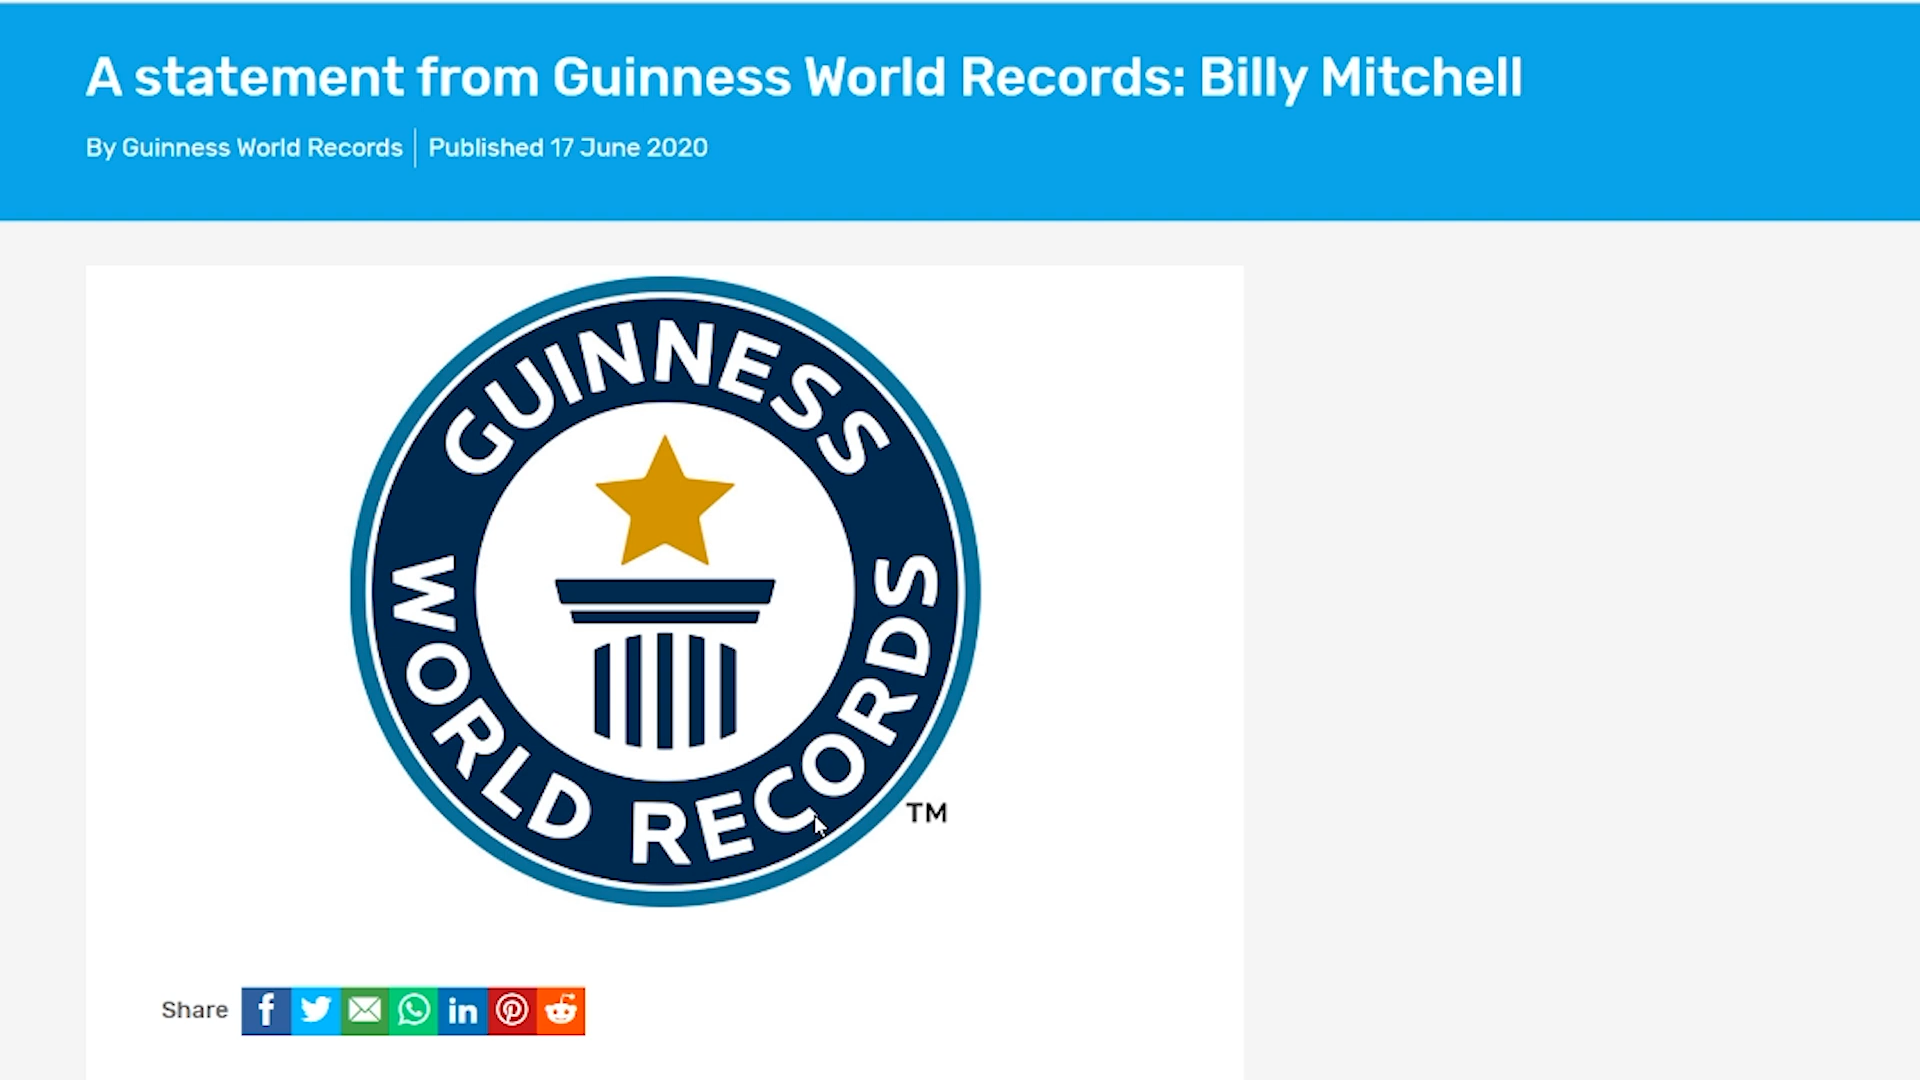 A statement from Guinness World Records: Billy Mitchell
By Guinness World Records | Published 17 June 2020
GUINNESS
WORLD RECORDS
TM
Share f in